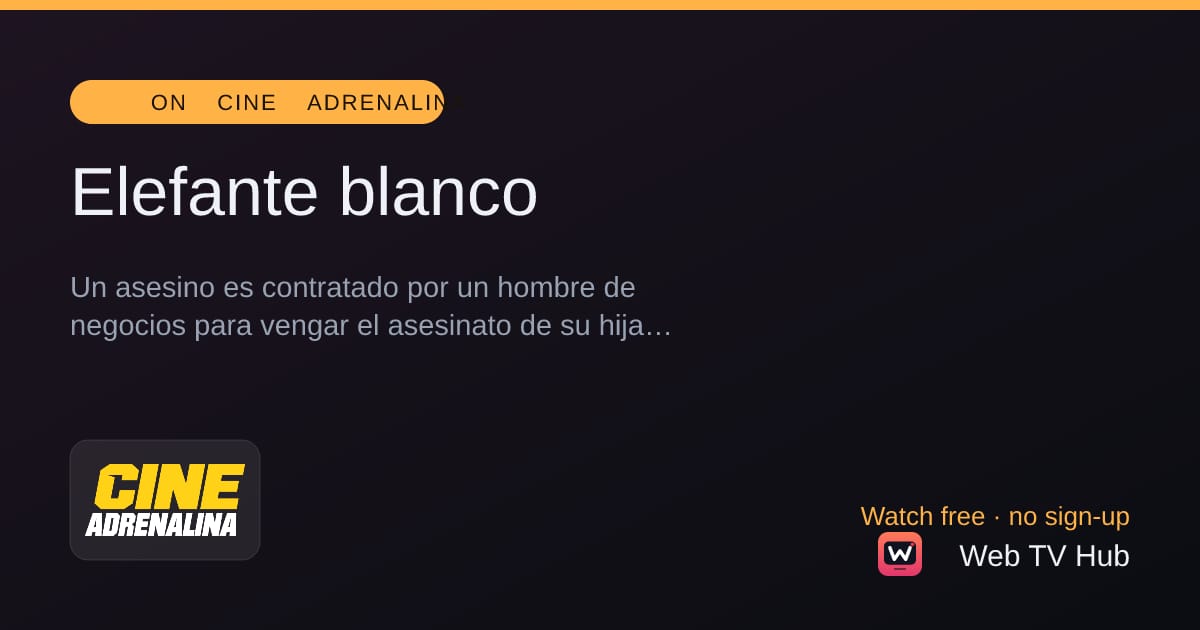 ON CINE ADRENALIN
Elefante blanco
Un asesino es contratado por un hombre de
negocios para vengar el asesinato de su hija…
CINE
ADRENALINA
Watch free · no sign-up
Web TV Hub